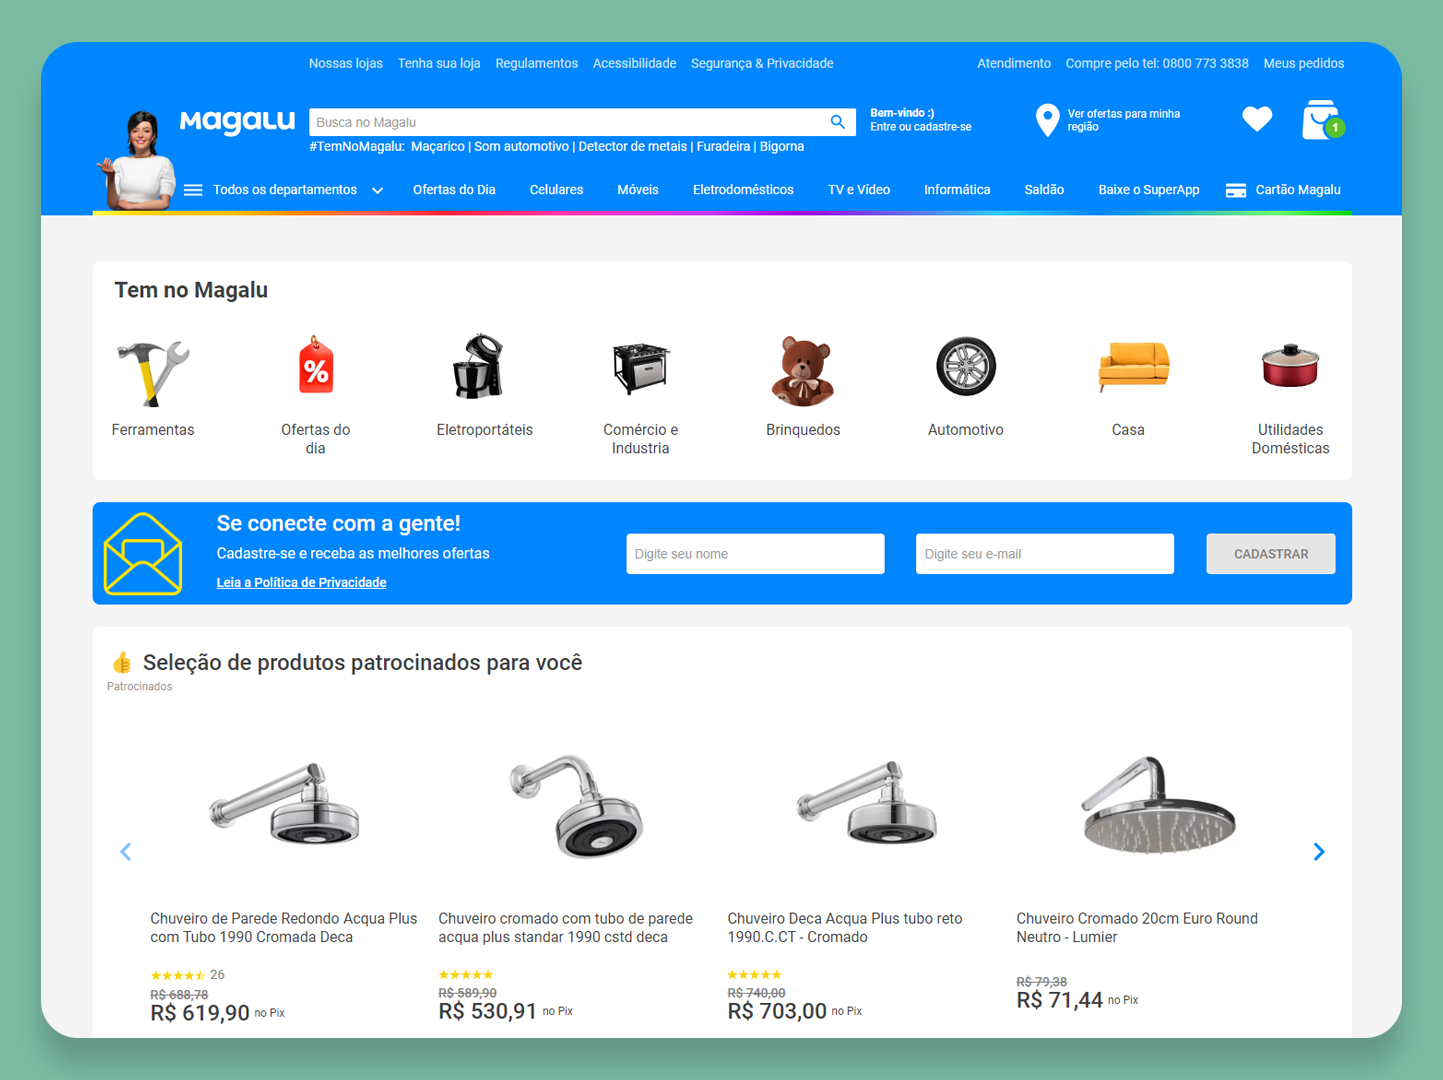 Nossas lojas Tenha sua loja Regulamentos Acessibilidade Segurança & Privacidade Atendimento Compre pelo tel: 0800 773 3838 Meus pedidos
Magalu
Busca no Magalu
Bem-vindo :)
Entre ou cadastre-se
Ver ofertas para minha
região
1
#TemNoMagalu: Maçarico | Som automotivo | Detector de metais | Furadeira | Bigorna
Todos os departamentos Ofertas do Dia Celulares Móveis Eletrodomésticos TV e Vídeo Informática Saldão Baixe o SuperApp Cartão Magalu
Tem no Magalu
%
Ferramentas
Ofertas do
dia
Eletroportáteis
Comércio e
Industria
Brinquedos
Automotivo
Casa
Utilidades
Domésticas
Se conecte com a gente!
Cadastre-se e receba as melhores ofertas
Leia a Política de Privacidade
Digite seu nome
Digite seu e-mail
CADASTRAR
Seleção de produtos patrocinados para você
Patrocinados
Chuveiro de Parede Redondo Acqua Plus
com Tubo 1990 Cromada Deca
26
R$ 688,78
R$ 619,90 no Pix
Chuveiro cromado com tubo de parede
acqua plus standar 1990 cstd deca
R$ 589,90
R$ 530,91 no Pix
Chuveiro Deca Acqua Plus tubo reto
1990.C.CT - Cromado
R$ 740,00
R$ 703,00 no Pix
Chuveiro Cromado 20cm Euro Round
Neutro - Lumier
R$ 79,38
R$ 71,44 no Pix